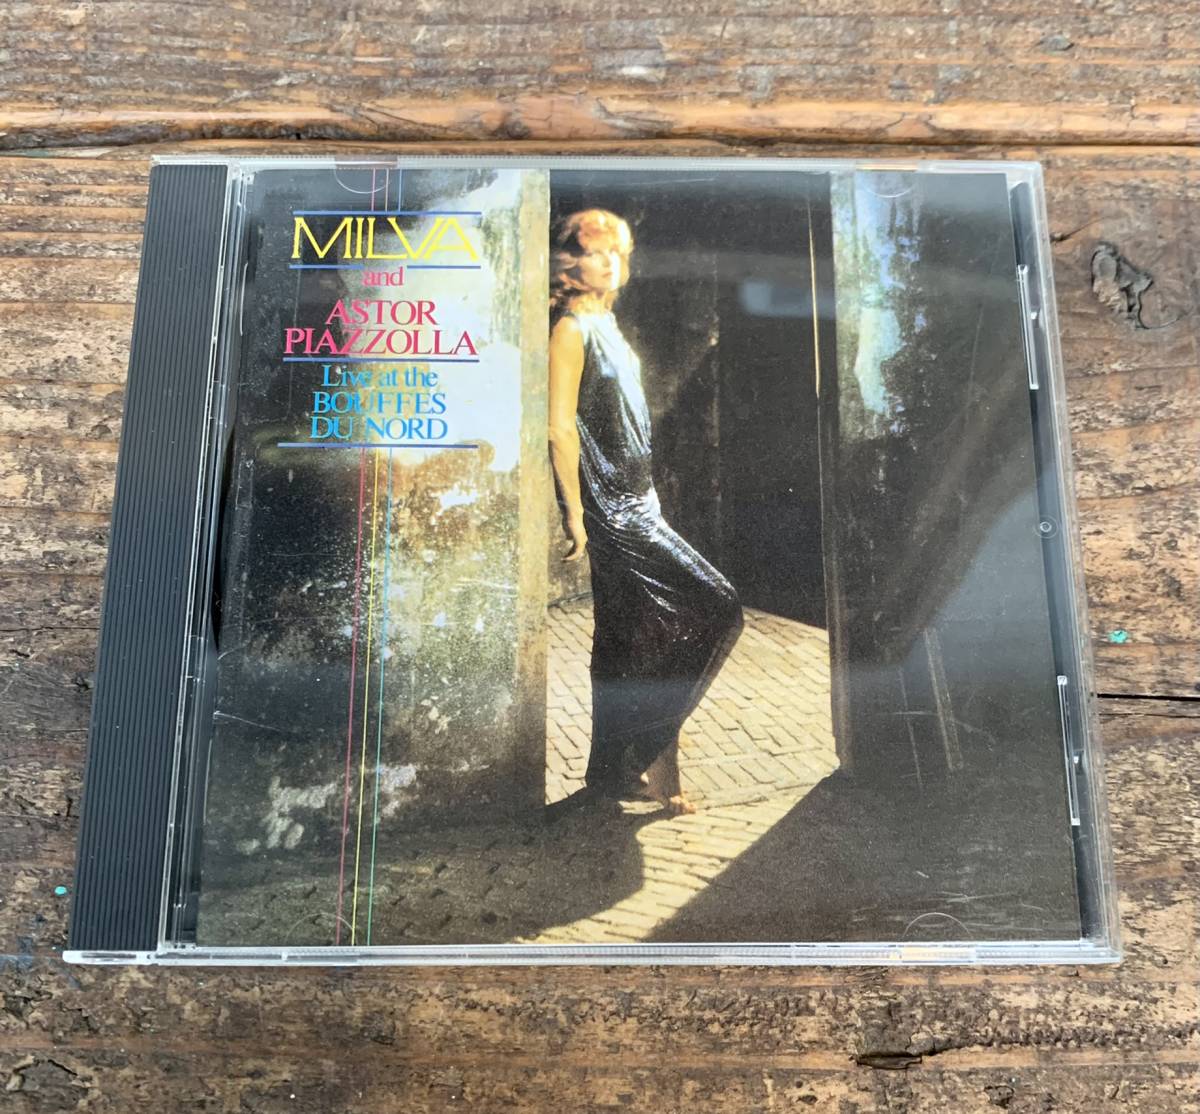 MILVA
and
ASTOR
PIAZZOLLA
Live at the
BOUFFES
DU NORD